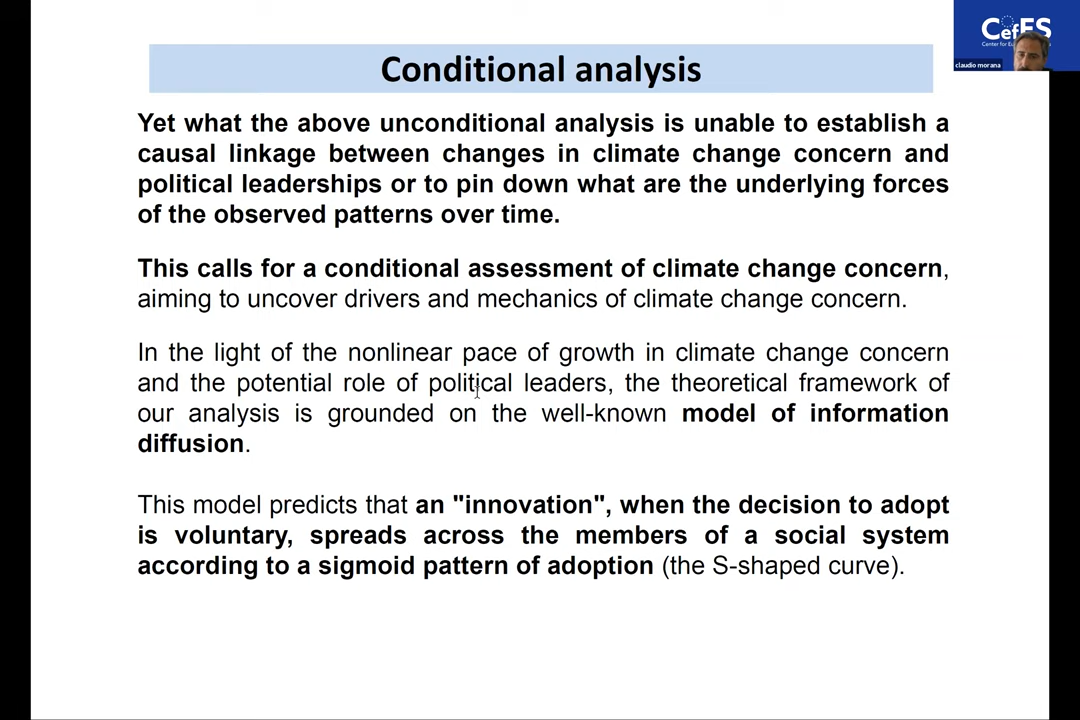 CefES
Center for Eu
claudio morana
Conditional analysis
Yet what the above unconditional analysis is unable to establish a
causal linkage between changes in climate change concern and
political leaderships or to pin down what are the underlying forces
of the observed patterns over time.
This calls for a conditional assessment of climate change concern,
aiming to uncover drivers and mechanics of climate change concern.
In the light of the nonlinear pace of growth in climate change concern
and the potential role of political leaders, the theoretical framework of
our analysis is grounded on the well-known model of information
diffusion.
This model predicts that an "innovation", when the decision to adopt
is voluntary, spreads across the members of a social system
according to a sigmoid pattern of adoption (the S-shaped curve).